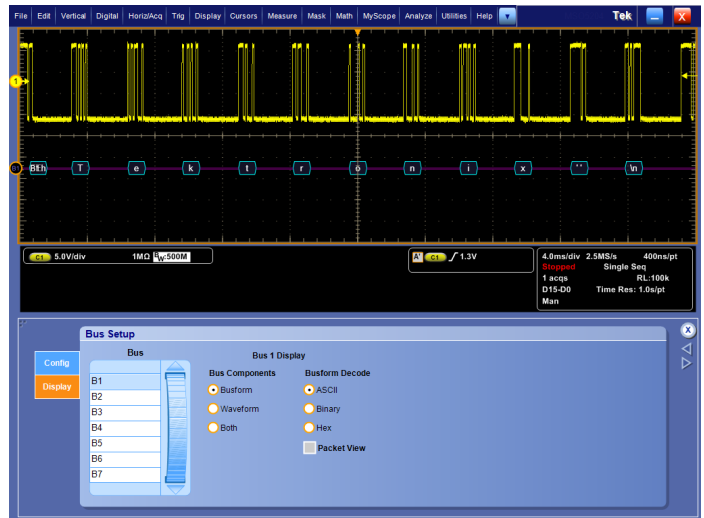 File Edit Vertical Digital Horiz/Acq Trig Display Cursors Measure Mask Math MyScope Analyze Utilities Help Tek X
1
T e k t r o n i x ' ' \n
C1 5.0V/div 1MΩ BW:500M
A' C1 1.3V
4.0ms/div 2.5MS/s 400ns/pt
Stopped Single Seq
1 acqs RL:100k
D15-D0 Time Res: 1.0s/pt
Man
Bus Setup
x
Config
Display
Bus
B1
B2
B3
B4
B5
B6
B7
Bus 1 Display
Bus Components
Busform
Waveform
Both
Busform Decode
ASCII
Binary
Hex
Packet View